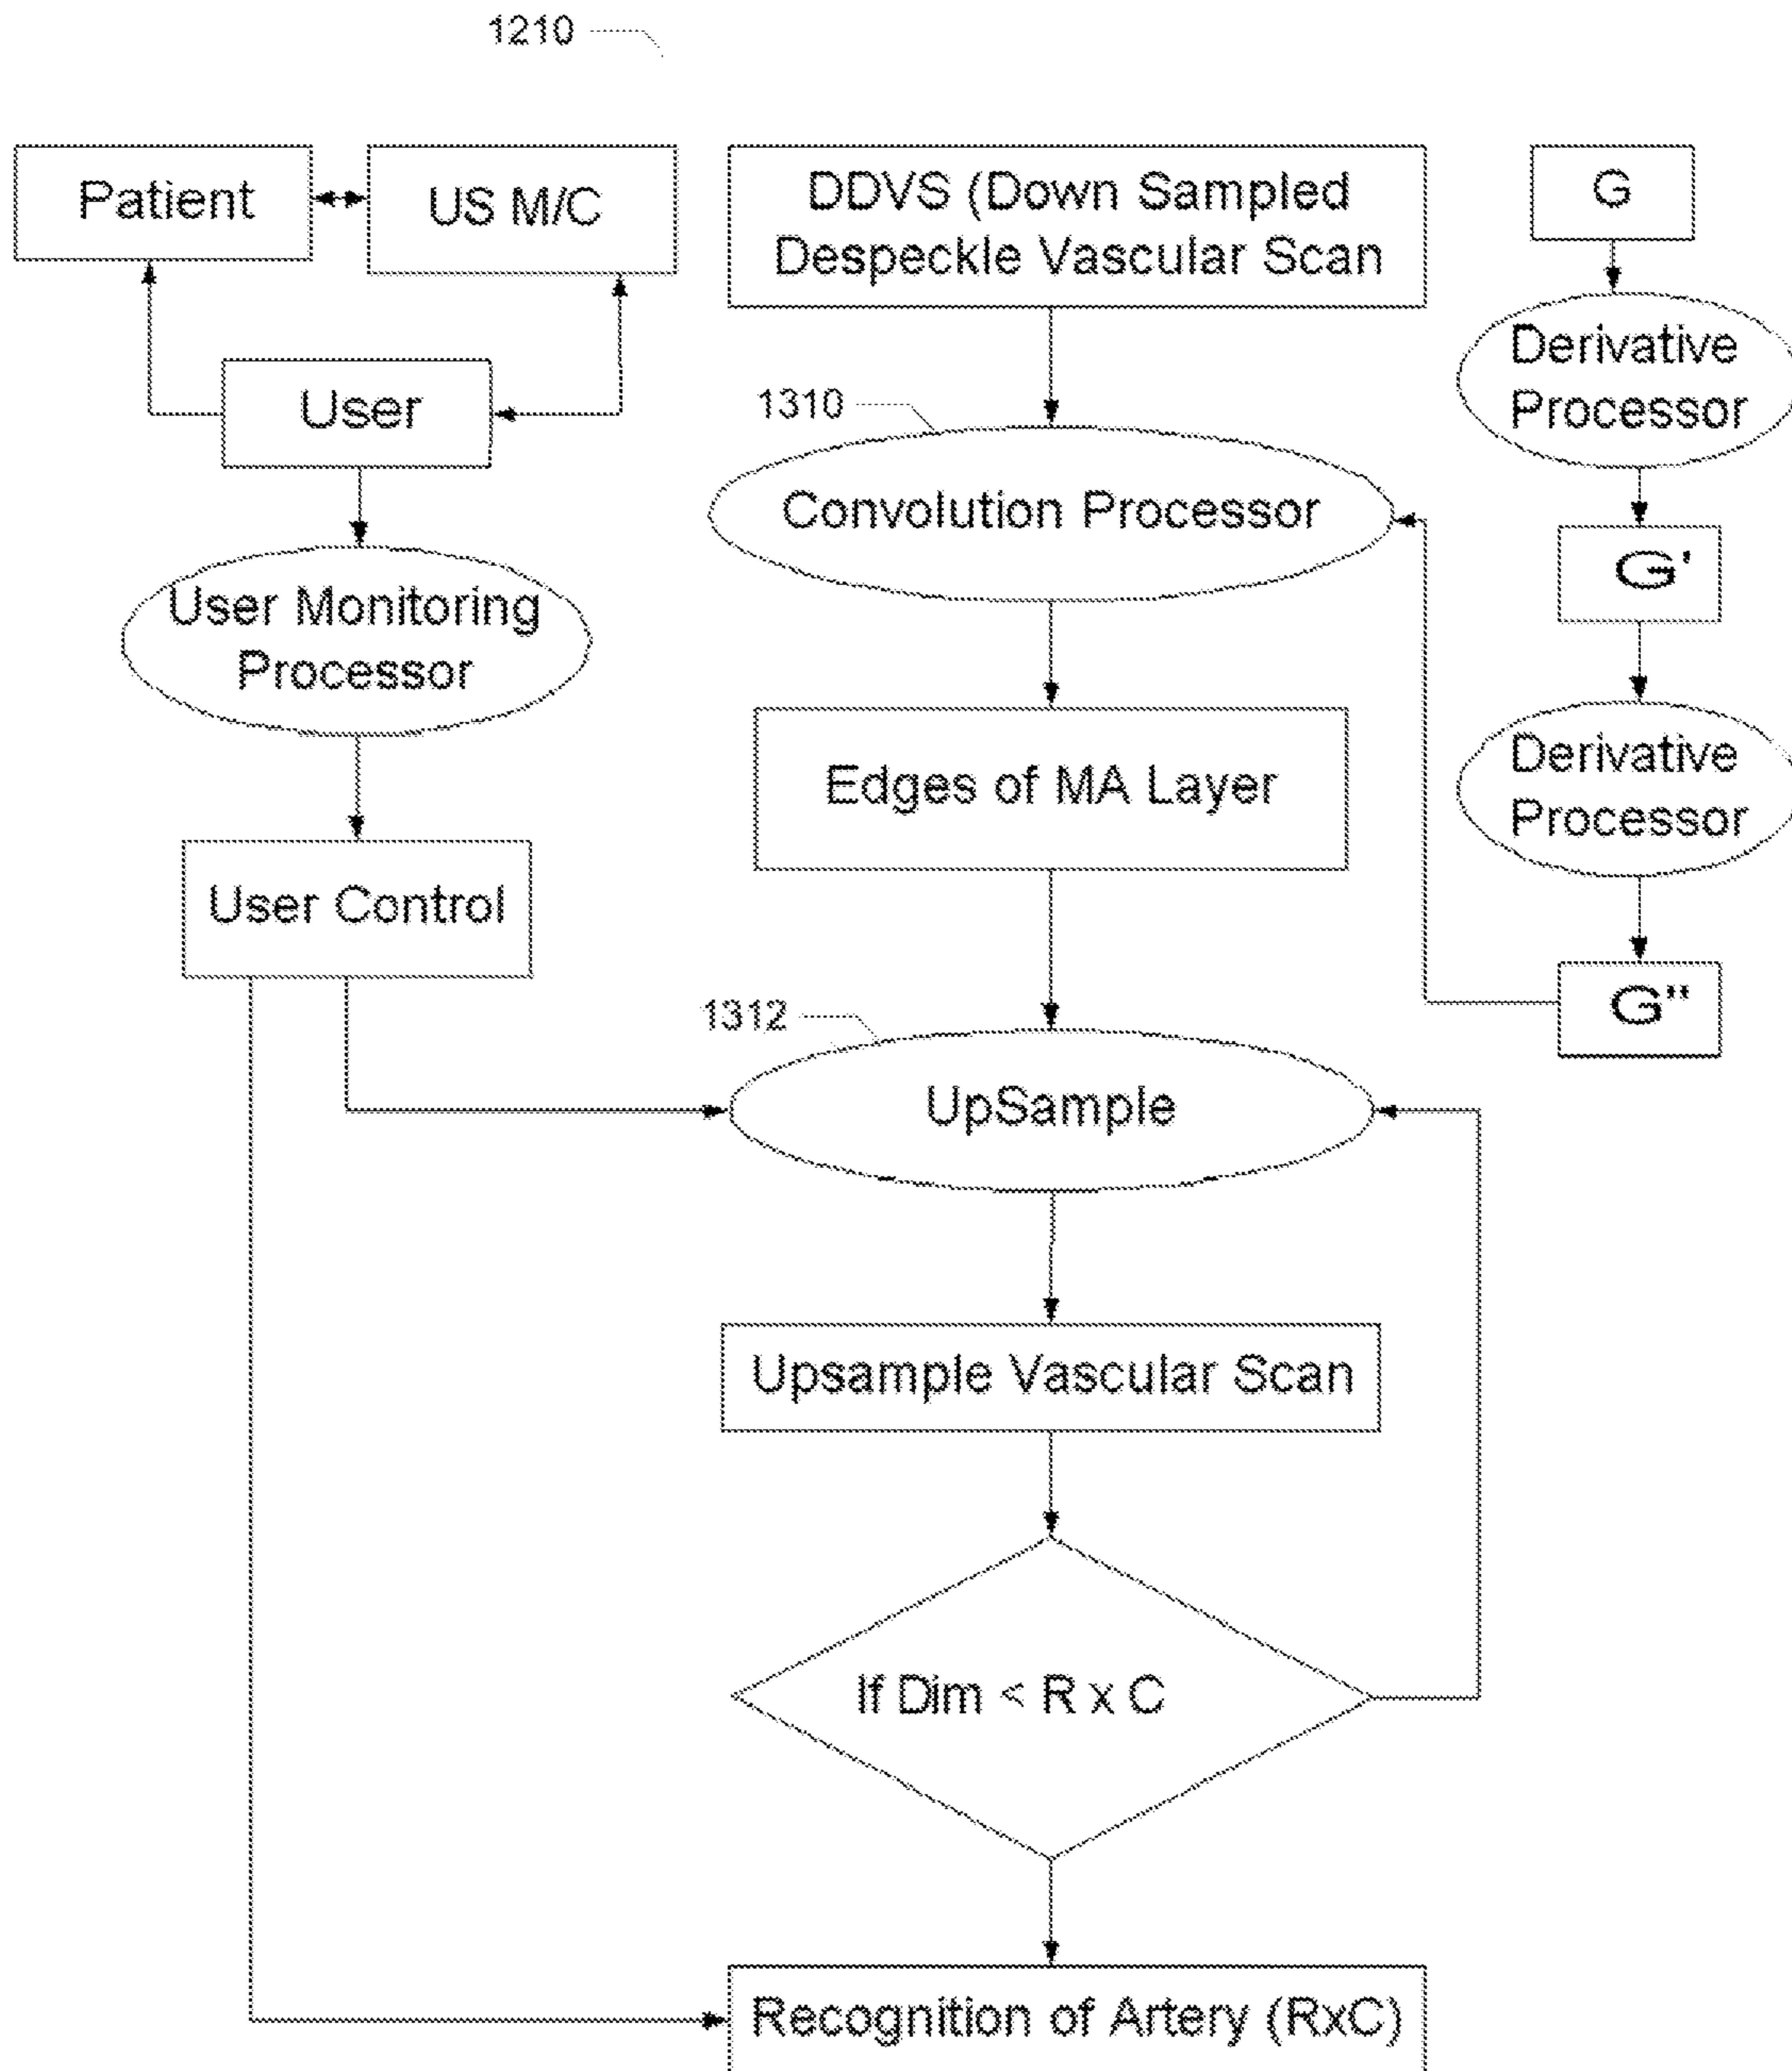 1210
Patient
US M/C
User
User Monitoring
Processor
User Control
DDVS (Down Sampled
Despeckle Vascular Scan
1310
Convolution Processor
Edges of MA Layer
1312
UpSample
Upsample Vascular Scan
If Dim < R x C
Recognition of Artery (RxC)
G
Derivative
Processor
G'
Derivative
Processor
G"